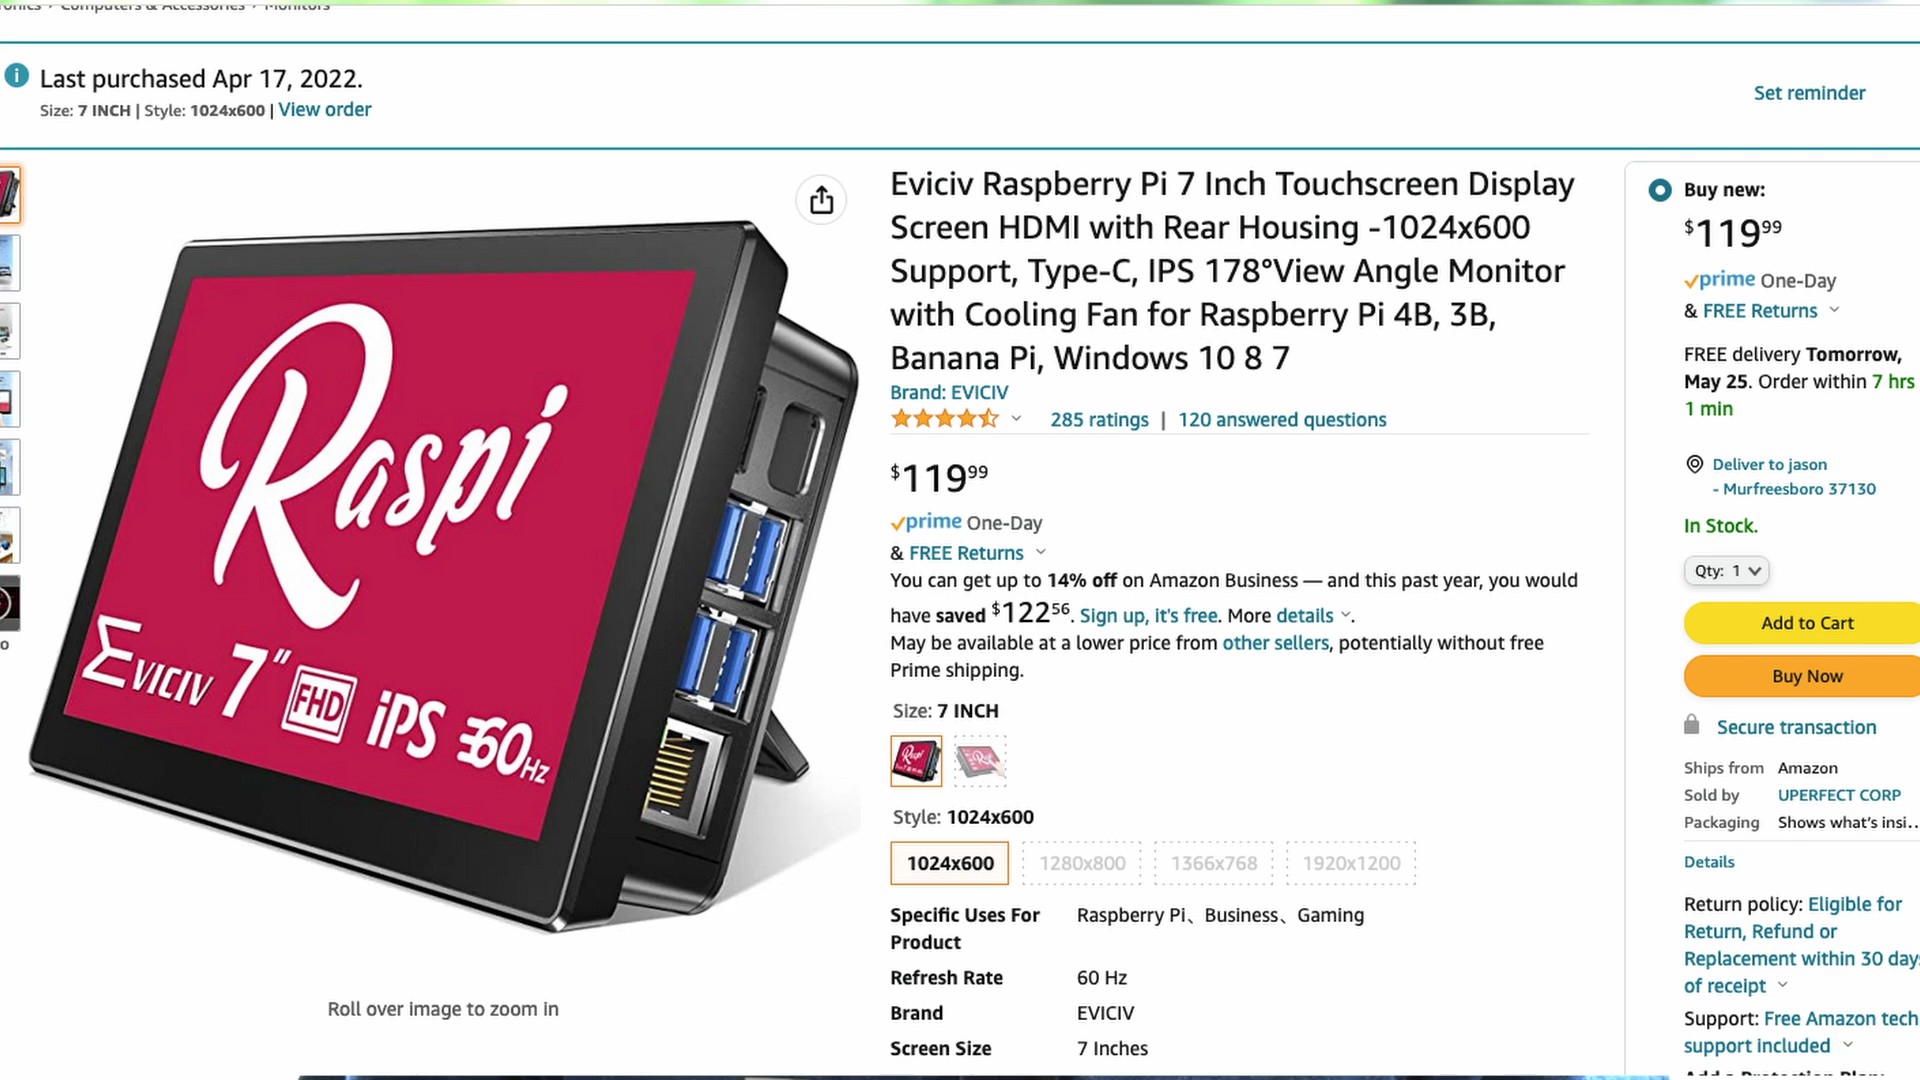 Computers & Accessories › Monitors
Last purchased Apr 17, 2022.
Size: 7 INCH | Style: 1024x600 | View order
Set reminder
Raspi
EVICIV 7" FHD iPS 60Hz
Roll over image to zoom in
Eviciv Raspberry Pi 7 Inch Touchscreen Display
Screen HDMI with Rear Housing -1024x600
Support, Type-C, IPS 178°View Angle Monitor
with Cooling Fan for Raspberry Pi 4B, 3B,
Banana Pi, Windows 10 8 7
Brand: EVICIV
285 ratings | 120 answered questions
$119.99
prime One-Day
& FREE Returns
You can get up to 14% off on Amazon Business — and this past year, you would
have saved $122.56. Sign up, it's free. More details.
May be available at a lower price from other sellers, potentially without free
Prime shipping.
Size: 7 INCH
Style: 1024x600
1024x600 1280x800 1366x768 1920x1200
Specific Uses For Raspberry Pi、Business、Gaming
Product
Refresh Rate 60 Hz
Brand EVICIV
Screen Size 7 Inches
Buy new:
$119.99
prime One-Day
& FREE Returns
FREE delivery Tomorrow,
May 25. Order within 7 hrs
1 min
Deliver to jason
- Murfreesboro 37130
In Stock.
Qty: 1
Add to Cart
Buy Now
Secure transaction
Ships from Amazon
Sold by UPERFECT CORP
Packaging Shows what's insi...
Details
Return policy: Eligible for
Return, Refund or
Replacement within 30 days
of receipt
Support: Free Amazon tech
support included
Add a Protection Plan: